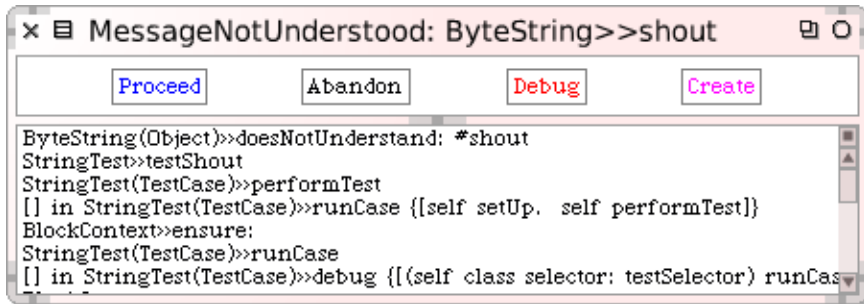 MessageNotUnderstood: ByteString>>shout
Proceed Abandon Debug Create
ByteString(Object)>>doesNotUnderstand: #shout
StringTest>>testShout
StringTest(TestCase)>>performTest
[] in StringTest(TestCase)>>runCase {[self setUp. self performTest]}
BlockContext>>ensure:
StringTest(TestCase)>>runCase
[] in StringTest(TestCase)>>debug {[(self class selector: testSelector) runCas